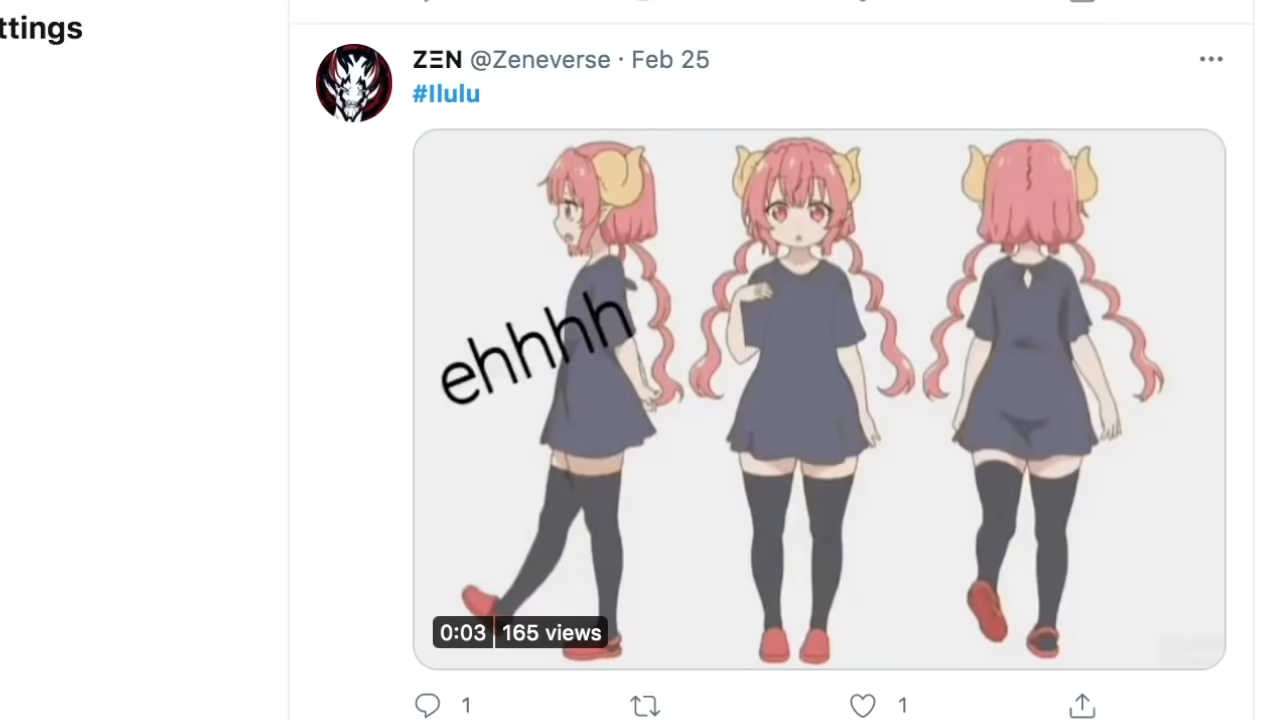 ttings
ZΞN @Zeneverse · Feb 25
#Ilulu
ehhhh
0:03 165 views
1
1